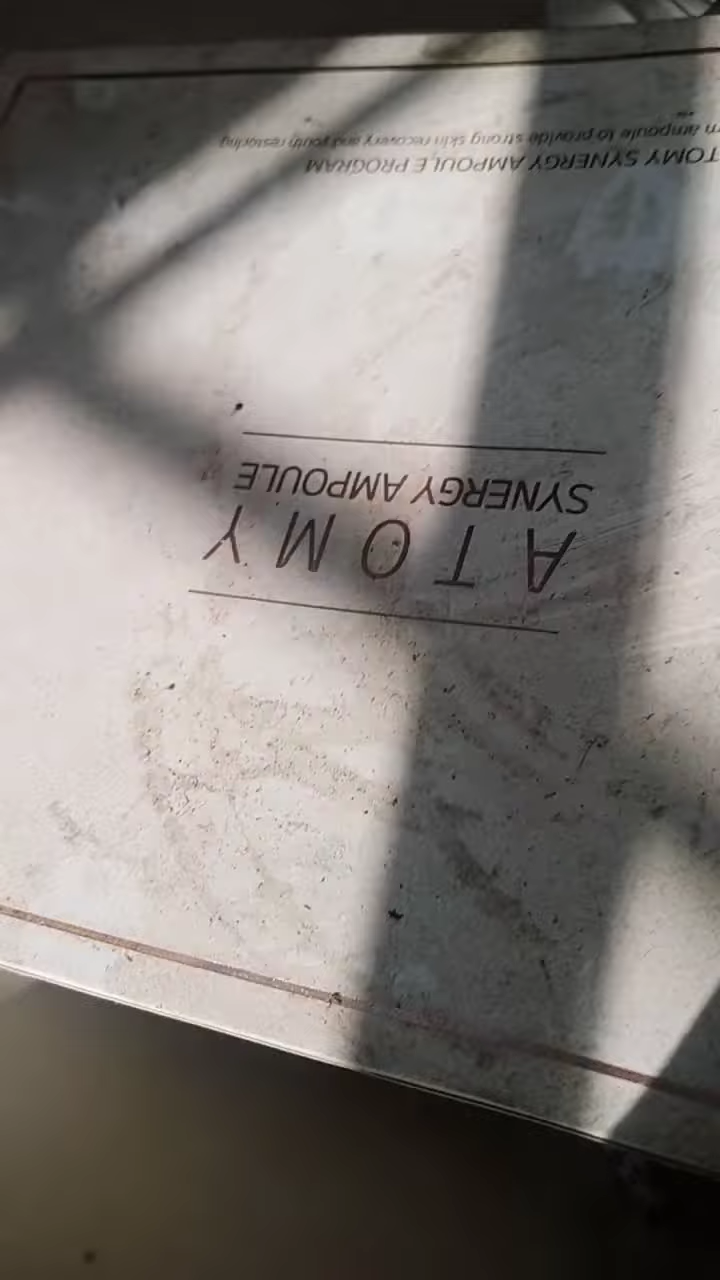 ATOMY
SYNERGY AMPOULE
TOMY SYNERGY AMPOULE PROGRAM
ampoule to provide strong skin recovery and youth restoring